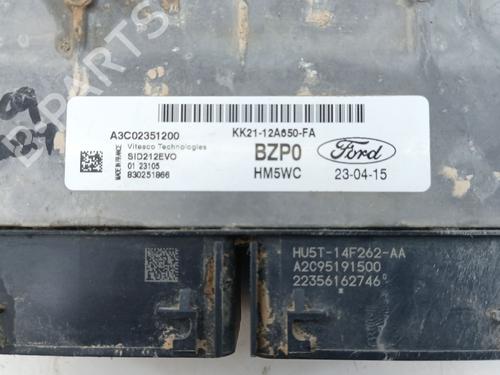 A3C02351200
KK21-12A650-FA
Vitesco Technologies
SID212EVO
01 23105
830251866
MADE IN FRANCE
BZP0
HM5WC
Ford
23-04-15
HU5T-14F262-AA
A2C95191500
22356162746
B-PARTS